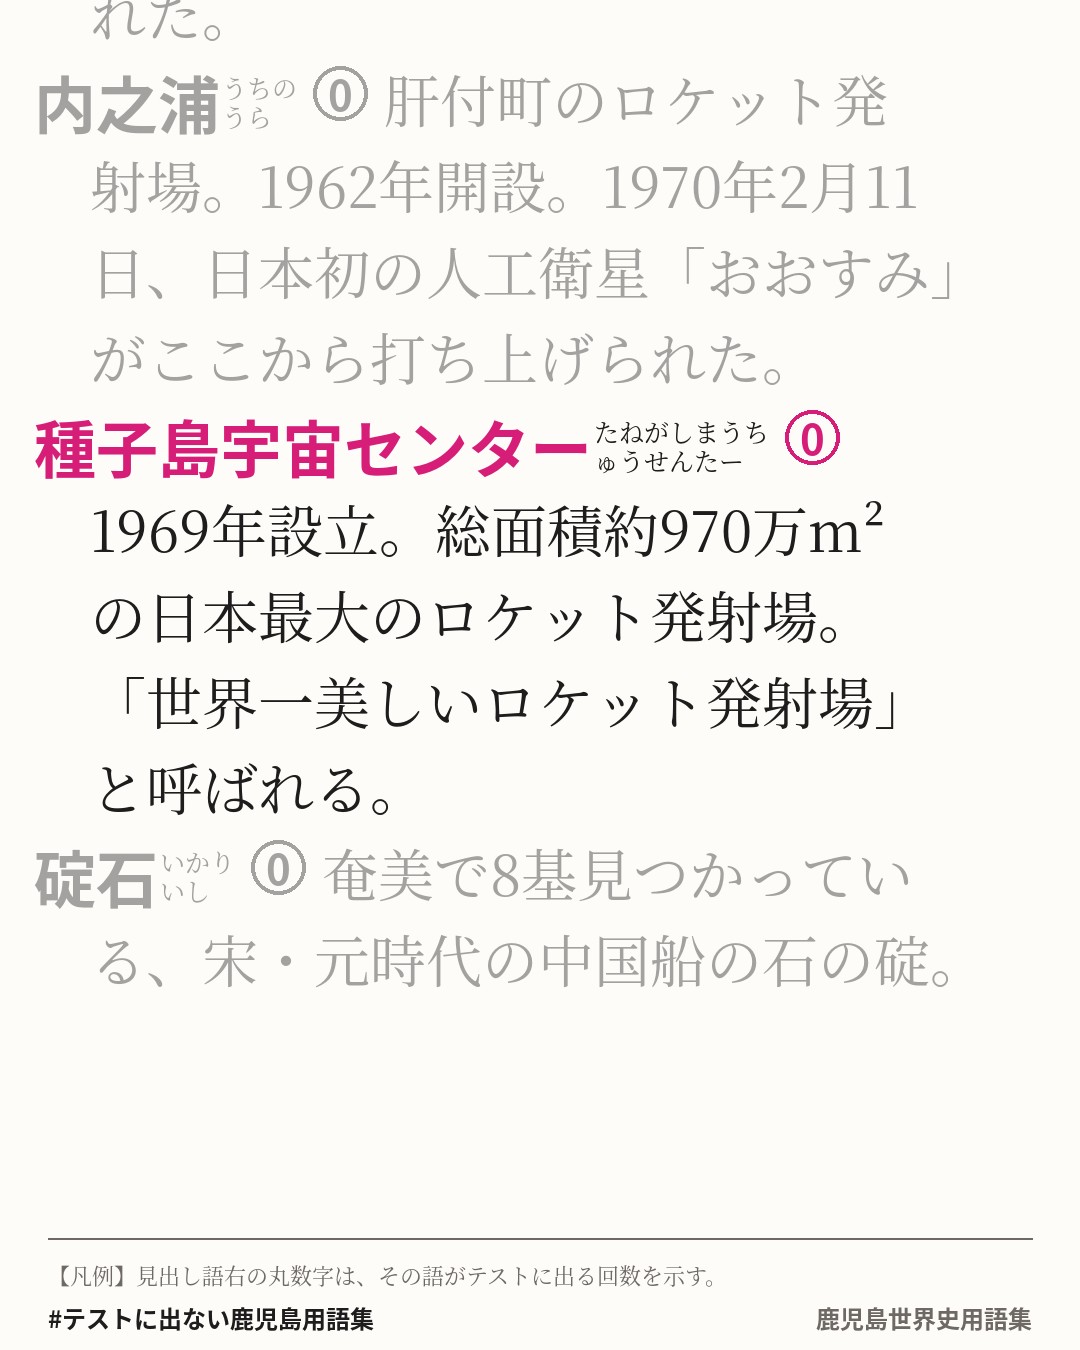 れた。
内之浦 うちのうら ⓪ 肝付町のロケット発
射場。1962年開設。1970年2月11
日、日本初の人工衛星「おおすみ」
がここから打ち上げられた。
種子島宇宙センター たねがしまうちゅうせんたー ⓪
1969年設立。総面積約970万m²
の日本最大のロケット発射場。
「世界一美しいロケット発射場」
と呼ばれる。
碇石 いかりいし ⓪ 奄美で8基見つかってい
る、宋・元時代の中国船の石の碇。
【凡例】見出し語右の丸数字は、その語がテストに出る回数を示す。
#テストに出ない鹿児島用語集
鹿児島世界史用語集